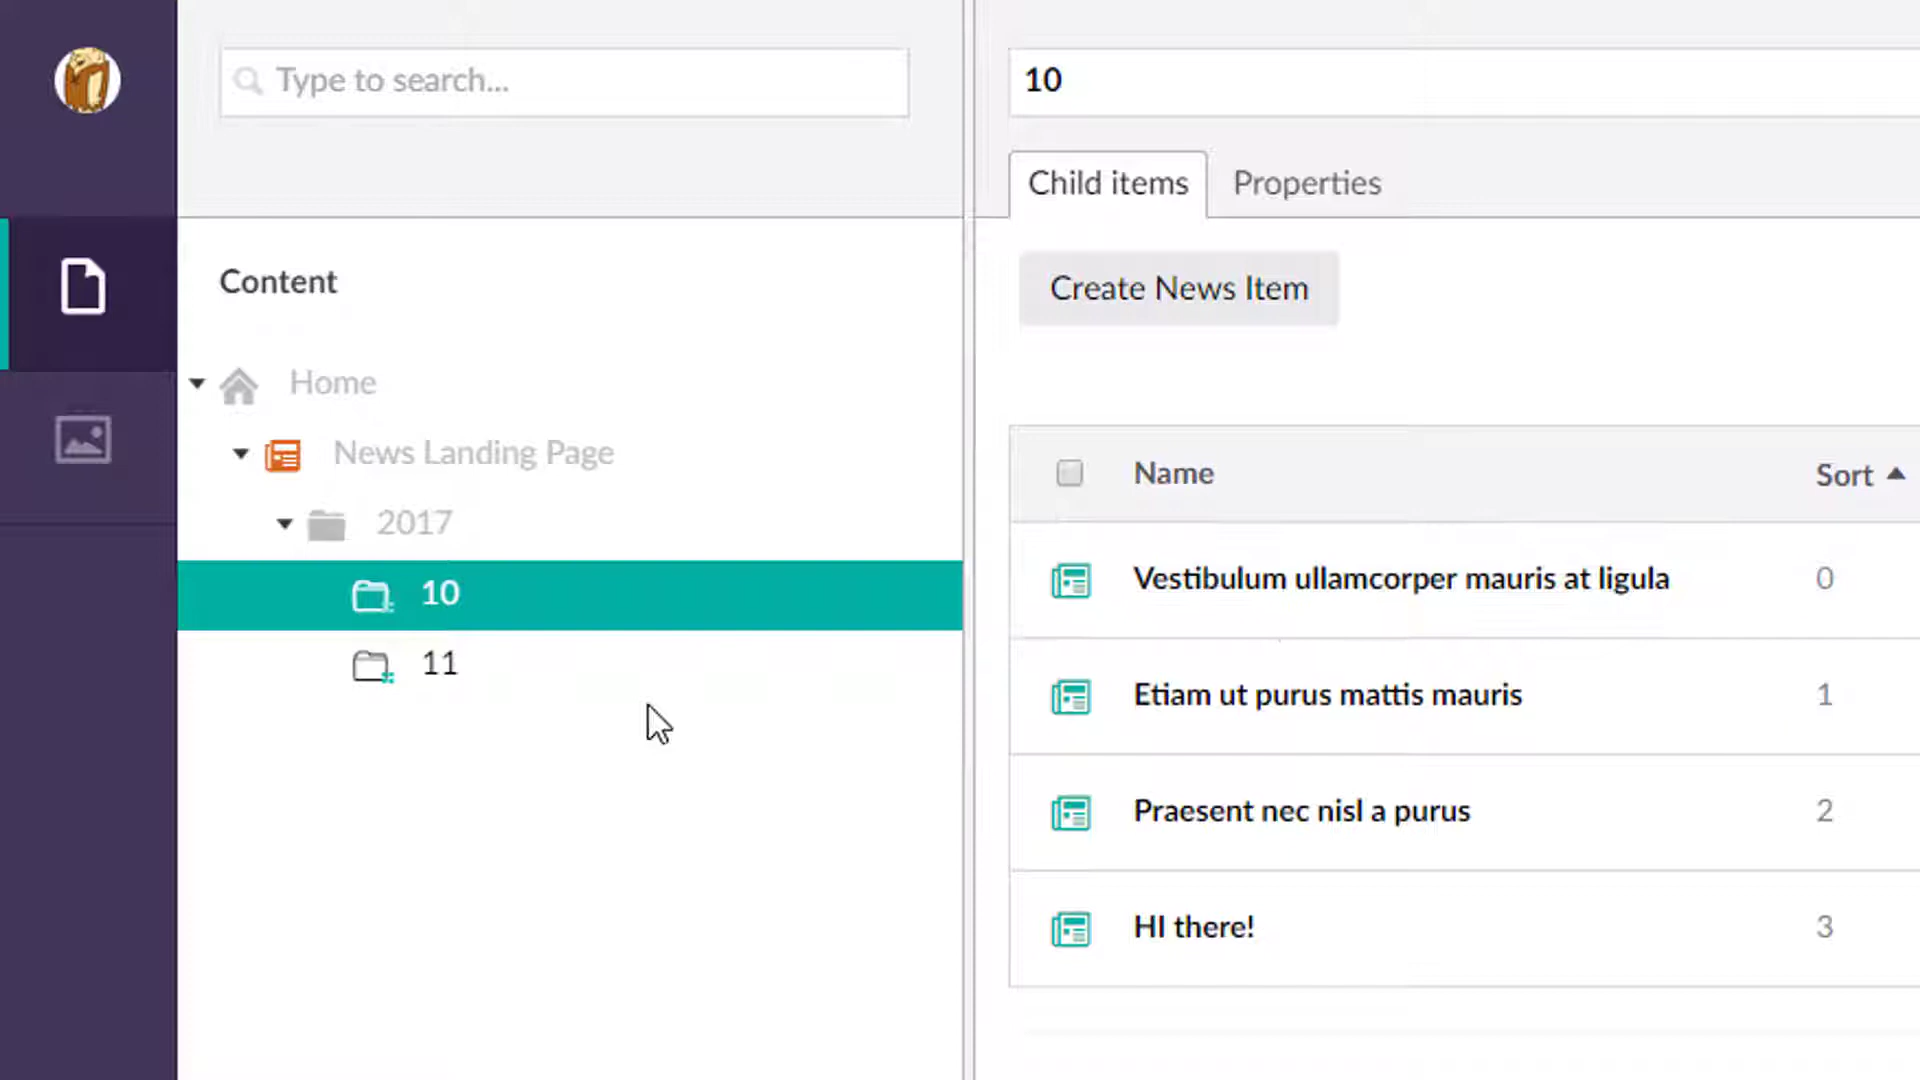 Type to search...
Content
Home
News Landing Page
2017
10
11
10
Child items
Properties
Create News Item
Name
Sort
Vestibulum ullamcorper mauris at ligula
0
Etiam ut purus mattis mauris
1
Praesent nec nisl a purus
2
HI there!
3